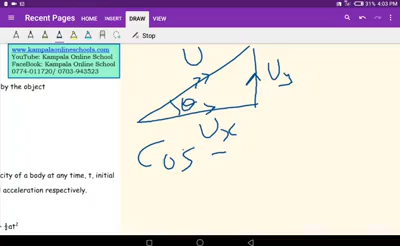 31% 4:03 PM
Recent Pages HOME INSERT DRAW VIEW
Stop
www.kampalaonlineschools.com
YouTube: Kampala Online School
FaceBook: Kampala Online School
0774-011720/ 0703-943523
by the object
U
θ
Uy
Ux
Cos
city of a body at any time, t, initial
acceleration respectively.
+ ½at²